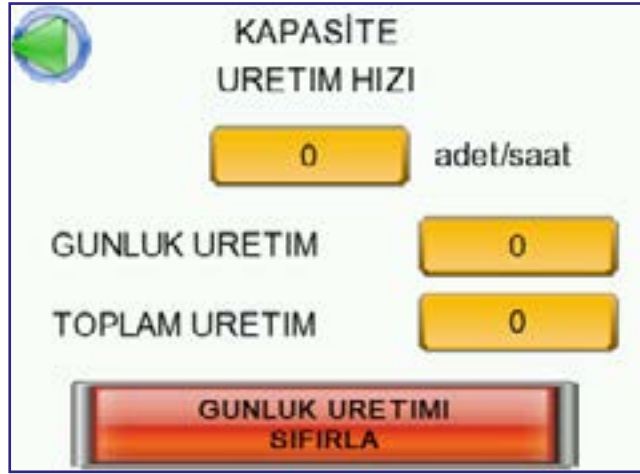 KAPASİTE
URETIM HIZI
0 adet/saat
GUNLUK URETIM 0
TOPLAM URETIM 0
GUNLUK URETIMI
SIFIRLA